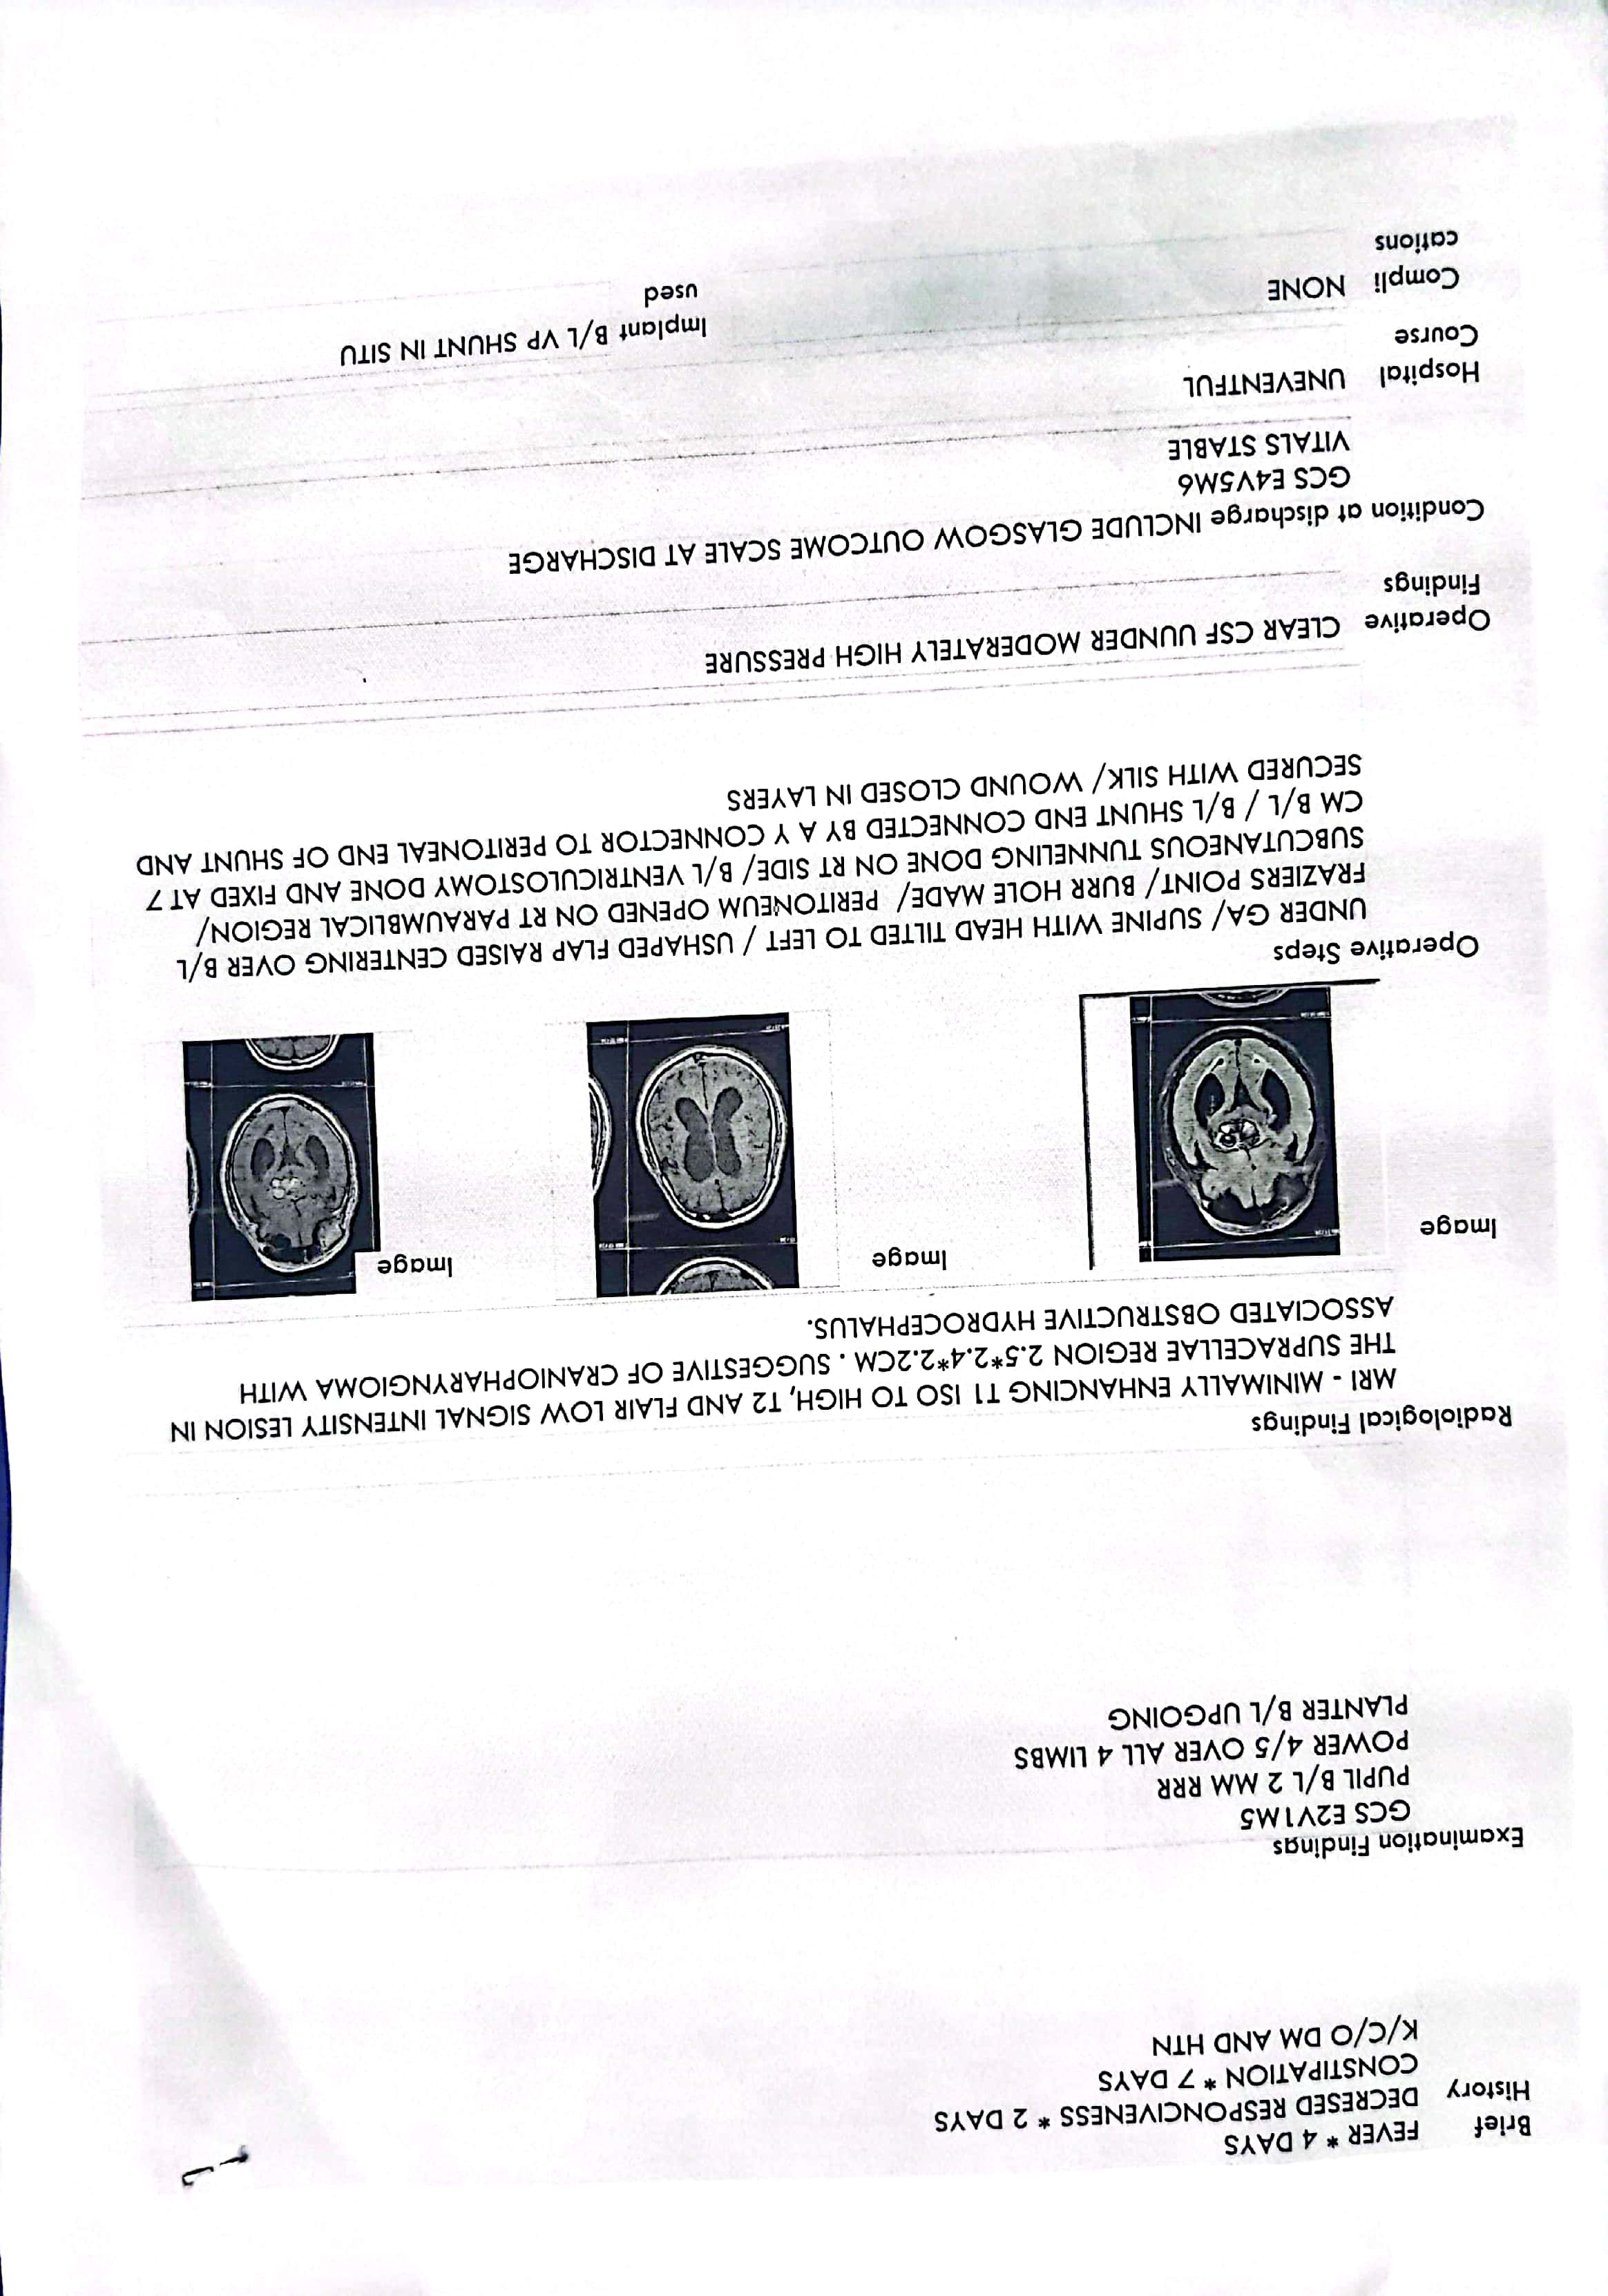 Brief History
FEVER * 4 DAYS
DECRESED RESPONCIVENESS * 2 DAYS
CONSTIPATION * 7 DAYS
K/C/O DM AND HTN
Examination Findings
GCS E2V1M5
PUPIL B/L 2 MM RRR
POWER 4/5 OVER ALL 4 LIMBS
PLANTER B/L UPGOING
Radiological Findings
MRI - MINIMALLY ENHANCING T1 ISO TO HIGH, T2 AND FLAIR LOW SIGNAL INTENSITY LESION IN
THE SUPRACELLAE REGION 2.5*2.4*2.2CM . SUGGESTIVE OF CRANIOPHARYNGIOMA WITH
ASSOCIATED OBSTRUCTIVE HYDROCEPHALUS.
Image
Image
Image
Operative Steps
UNDER GA/ SUPINE WITH HEAD TILTED TO LEFT / USHAPED FLAP RAISED CENTERING OVER B/L
FRAZIERS POINT/ BURR HOLE MADE/ PERITONEUM OPENED ON RT PARAUMBLICAL REGION/
SUBCUTANEOUS TUNNELING DONE ON RT SIDE/ B/L VENTRICULOSTOMY DONE AND FIXED AT 7
CM B/L / B/L SHUNT END CONNECTED BY A Y CONNECTOR TO PERITONEAL END OF SHUNT AND
SECURED WITH SILK/ WOUND CLOSED IN LAYERS
Operative Findings
CLEAR CSF UUNDER MODERATELY HIGH PRESSURE
Condition at discharge INCLUDE GLASGOW OUTCOME SCALE AT DISCHARGE
GCS E4V5M6
VITALS STABLE
Hospital Course
UNEVENTFUL
Compli cations
NONE
Implant used
B/L VP SHUNT IN SITU